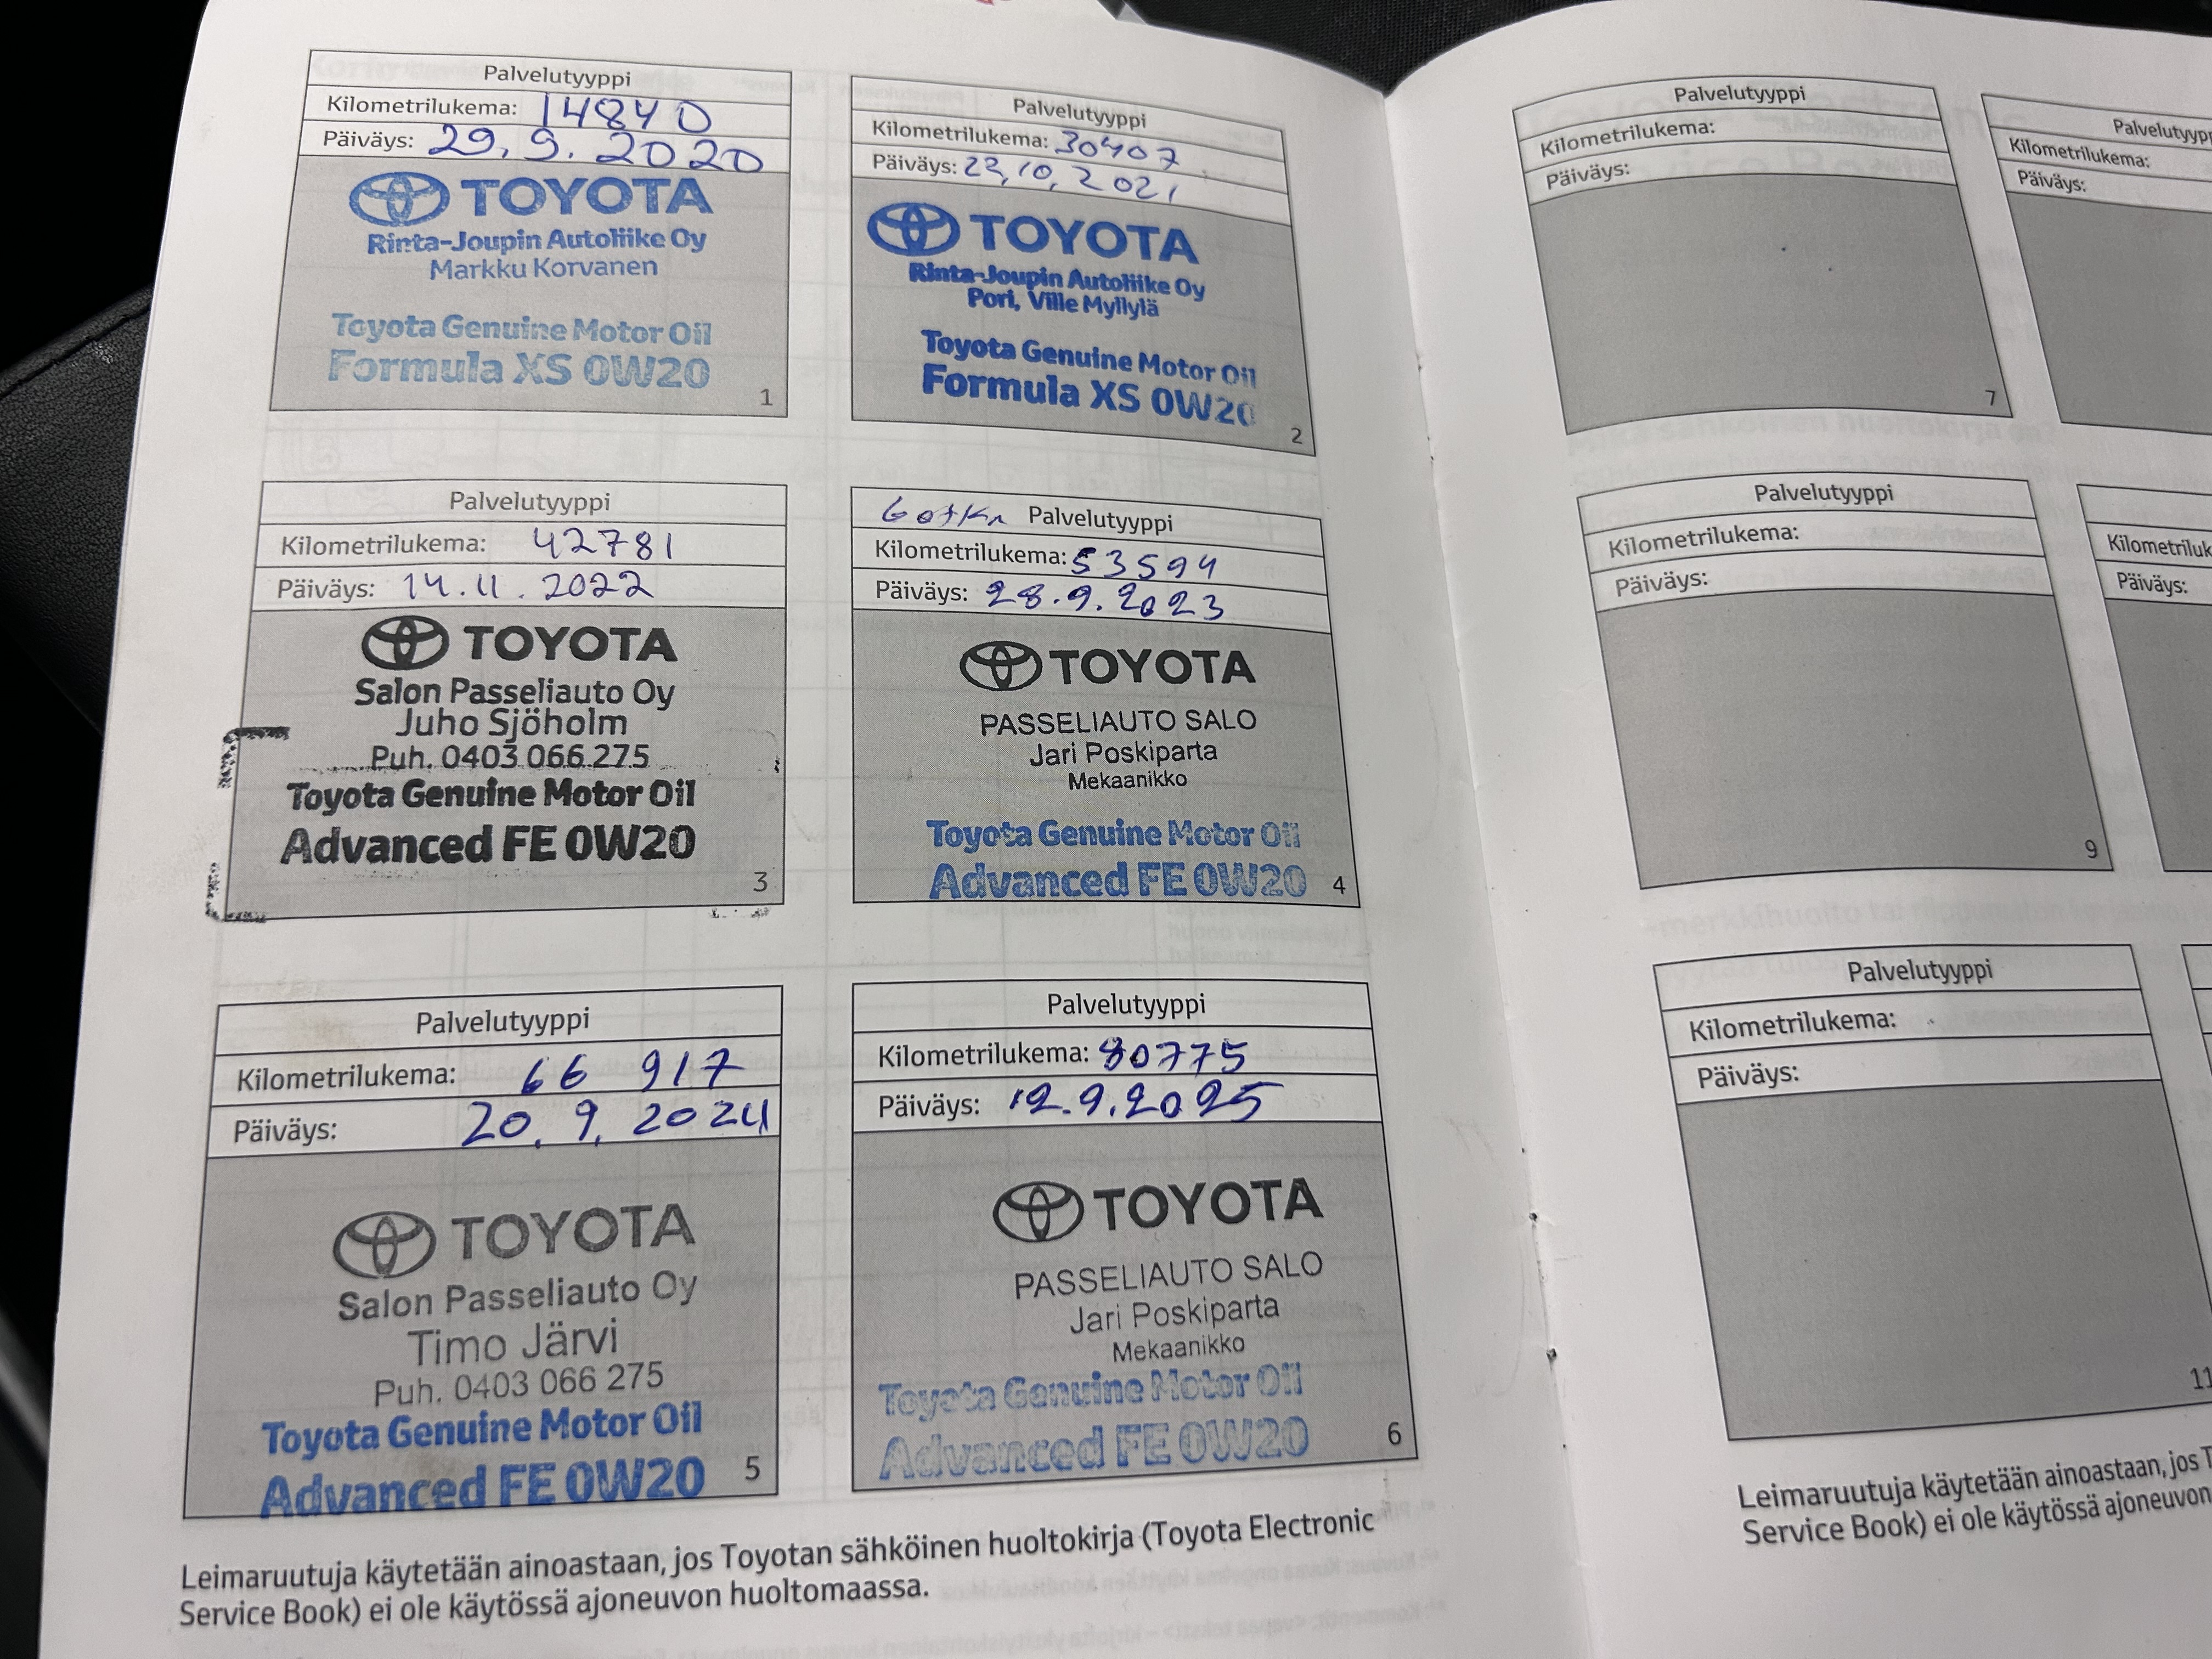 Palvelutyyppi
Kilometrilukema: 14840
Päiväys: 29.9.2020
TOYOTA
Rinta-Joupin Autoliike Oy
Markku Korvanen
Toyota Genuine Motor Oil
Formula XS 0W20
1
Palvelutyyppi
Kilometrilukema: 30407
Päiväys: 22.10.2021
TOYOTA
Rinta-Joupin Autoliike Oy
Pori, Ville Myllylä
Toyota Genuine Motor Oil
Formula XS 0W20
2
Palvelutyyppi
Kilometrilukema: 42781
Päiväys: 14.11.2022
TOYOTA
Salon Passeliauto Oy
Juho Sjöholm
Puh. 0403 066 275
Toyota Genuine Motor Oil
Advanced FE 0W20
3
Palvelutyyppi
Kilometrilukema: 53594
Päiväys: 28.9.2023
TOYOTA
PASSELIAUTO SALO
Jari Poskiparta
Mekaanikko
Toyota Genuine Motor Oil
Advanced FE 0W20
4
Palvelutyyppi
Kilometrilukema: 66 917
Päiväys: 20.9.2024
TOYOTA
Salon Passeliauto Oy
Timo Järvi
Puh. 0403 066 275
Toyota Genuine Motor Oil
Advanced FE 0W20
5
Palvelutyyppi
Kilometrilukema: 80775
Päiväys: 12.9.2025
TOYOTA
PASSELIAUTO SALO
Jari Poskiparta
Mekaanikko
Toyota Genuine Motor Oil
Advanced FE 0W20
6
Leimaruutuja käytetään ainoastaan, jos Toyotan sähköinen huoltokirja (Toyota Electronic
Service Book) ei ole käytössä ajoneuvon huoltomaassa.
Palvelutyyppi
Kilometrilukema:
Päiväys:
7
Palvelutyypp
Kilometrilukema:
Päiväys:
Palvelutyyppi
Kilometrilukema:
Päiväys:
9
Kilometriluk
Päiväys:
Palvelutyyppi
Kilometrilukema:
Päiväys:
11
Leimaruutuja käytetään ainoastaan, jos T
Service Book) ei ole käytössä ajoneuvon